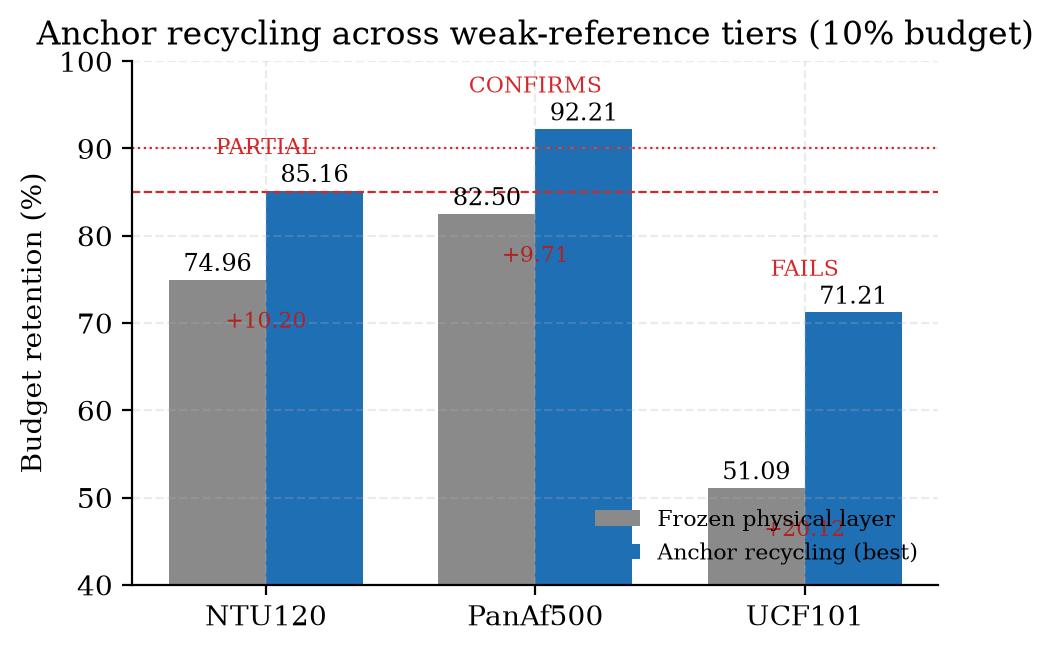 Anchor recycling across weak-reference tiers (10% budget)
Budget retention (%)
100
90
80
70
60
50
40
PARTIAL
CONFIRMS
FAILS
74.96
85.16
82.50
92.21
51.09
71.21
+10.20
+9.71
+20.12
Frozen physical layer
Anchor recycling (best)
NTU120
PanAf500
UCF101